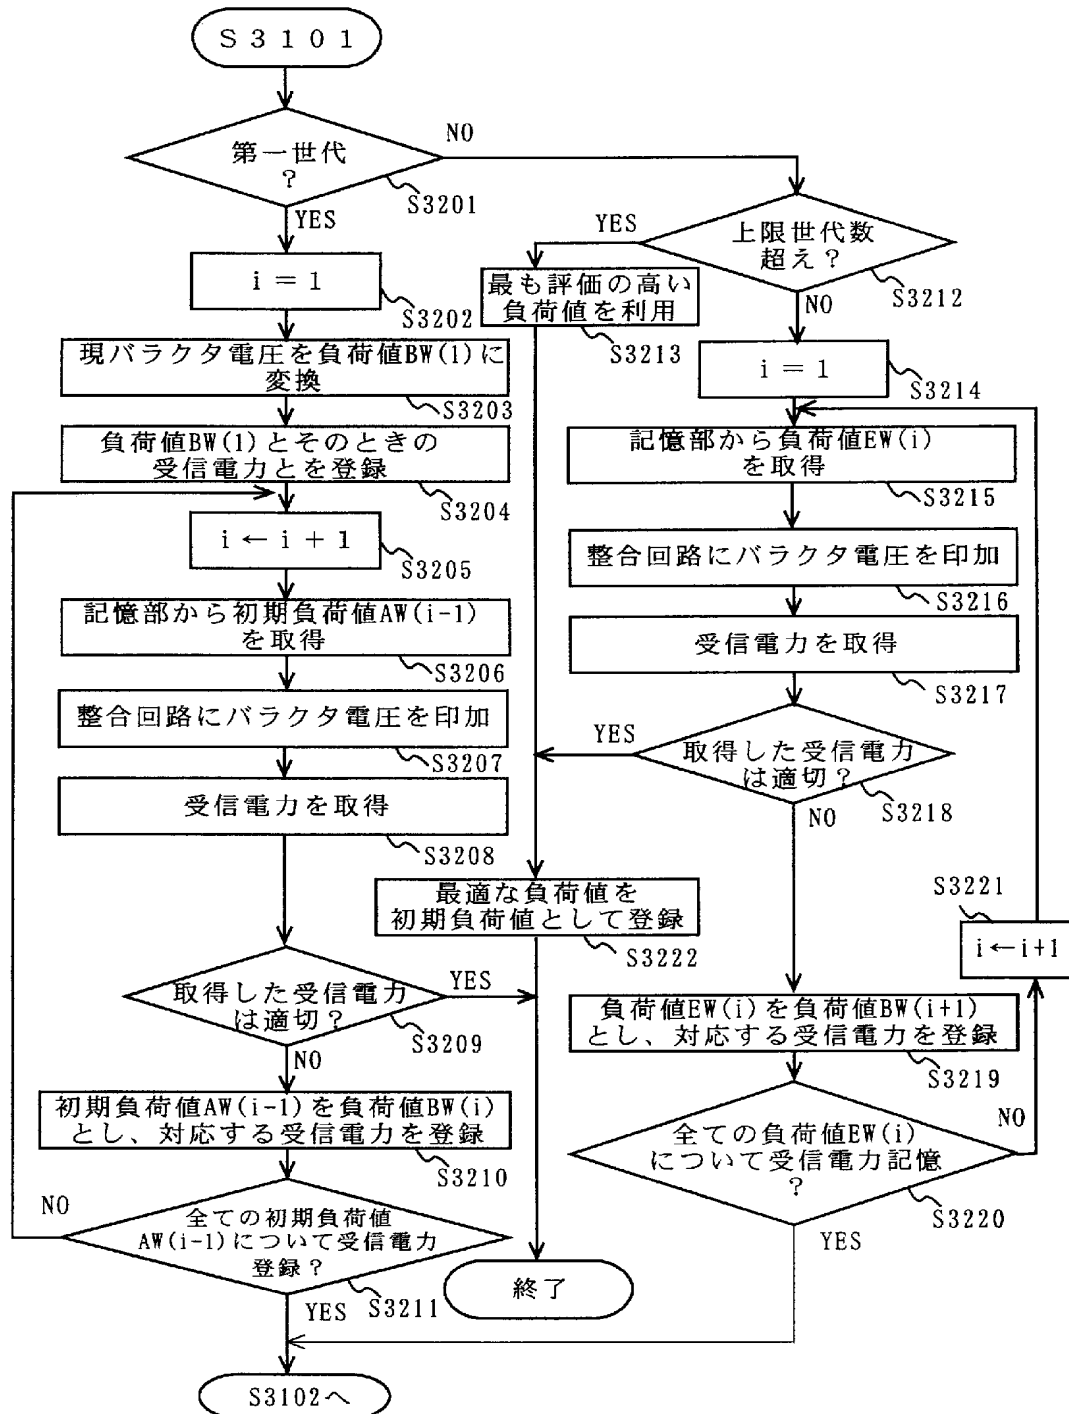 S3101
第一世代
?
NO
S3201
YES
i = 1
S3202
現バラクタ電圧を負荷値BW(1)に
変換
S3203
負荷値BW(1)とそのときの
受信電力とを登録
S3204
i ← i + 1
S3205
記憶部から初期負荷値AW(i-1)
を取得
S3206
整合回路にバラクタ電圧を印加
S3207
受信電力を取得
S3208
取得した受信電力
は適切?
YES
S3209
NO
初期負荷値AW(i-1)を負荷値BW(i)
とし、対応する受信電力を登録
S3210
NO
全ての初期負荷値
AW(i-1)について受信電力
登録?
S3211
YES
S3102へ
上限世代数
超え?
YES
S3212
NO
最も評価の高い
負荷値を利用
S3213
i = 1
S3214
記憶部から負荷値EW(i)
を取得
S3215
整合回路にバラクタ電圧を印加
S3216
受信電力を取得
S3217
YES
取得した受信電力
は適切?
S3218
NO
最適な負荷値を
初期負荷値として登録
S3222
S3221
i←i+1
負荷値EW(i)を負荷値BW(i+1)
とし、対応する受信電力を登録
S3219
NO
全ての負荷値EW(i)
について受信電力記憶
?
S3220
YES
終了